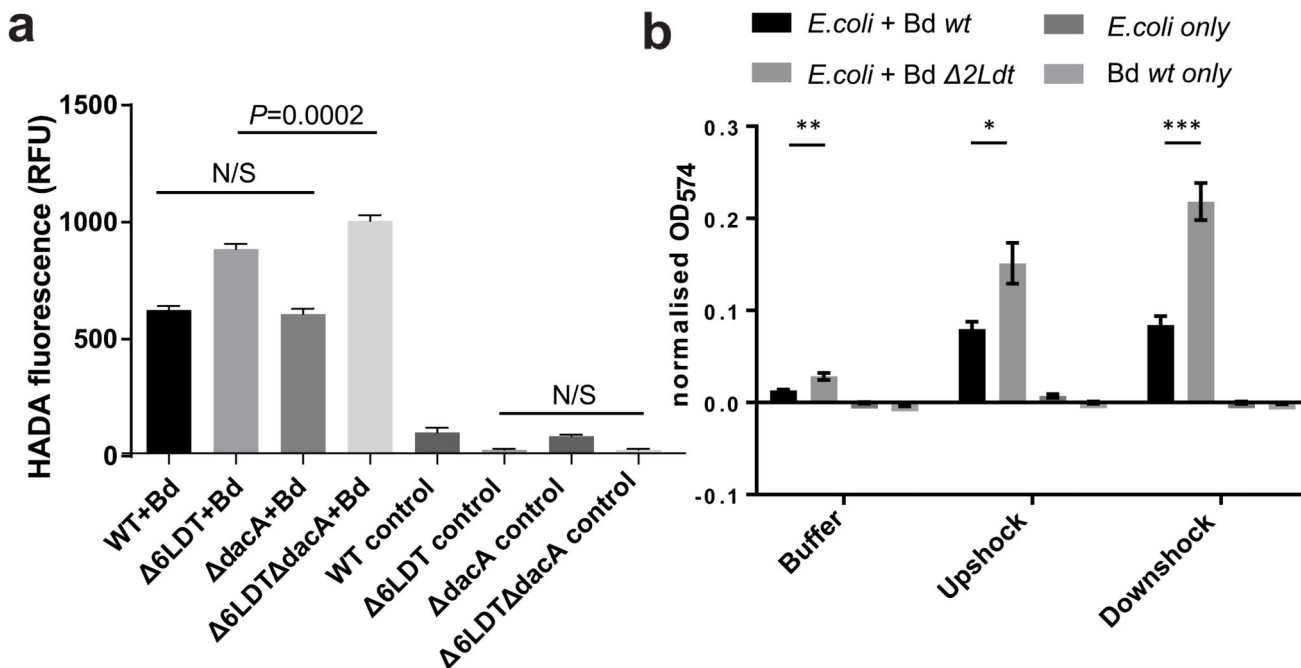 a
HADA fluorescence (RFU)
1500
1000
500
0
P=0.0002
N/S
N/S
WT+Bd
Δ6LDT+Bd
ΔdacA+Bd
Δ6LDTΔdacA+Bd
WT control
Δ6LDT control
ΔdacA control
Δ6LDTΔdacA control
b
E.coli + Bd wt
E.coli only
E.coli + Bd Δ2Ldt
Bd wt only
normalised OD574
0.3
0.2
0.1
0.0
-0.1
**
*
***
Buffer
Upshock
Downshock